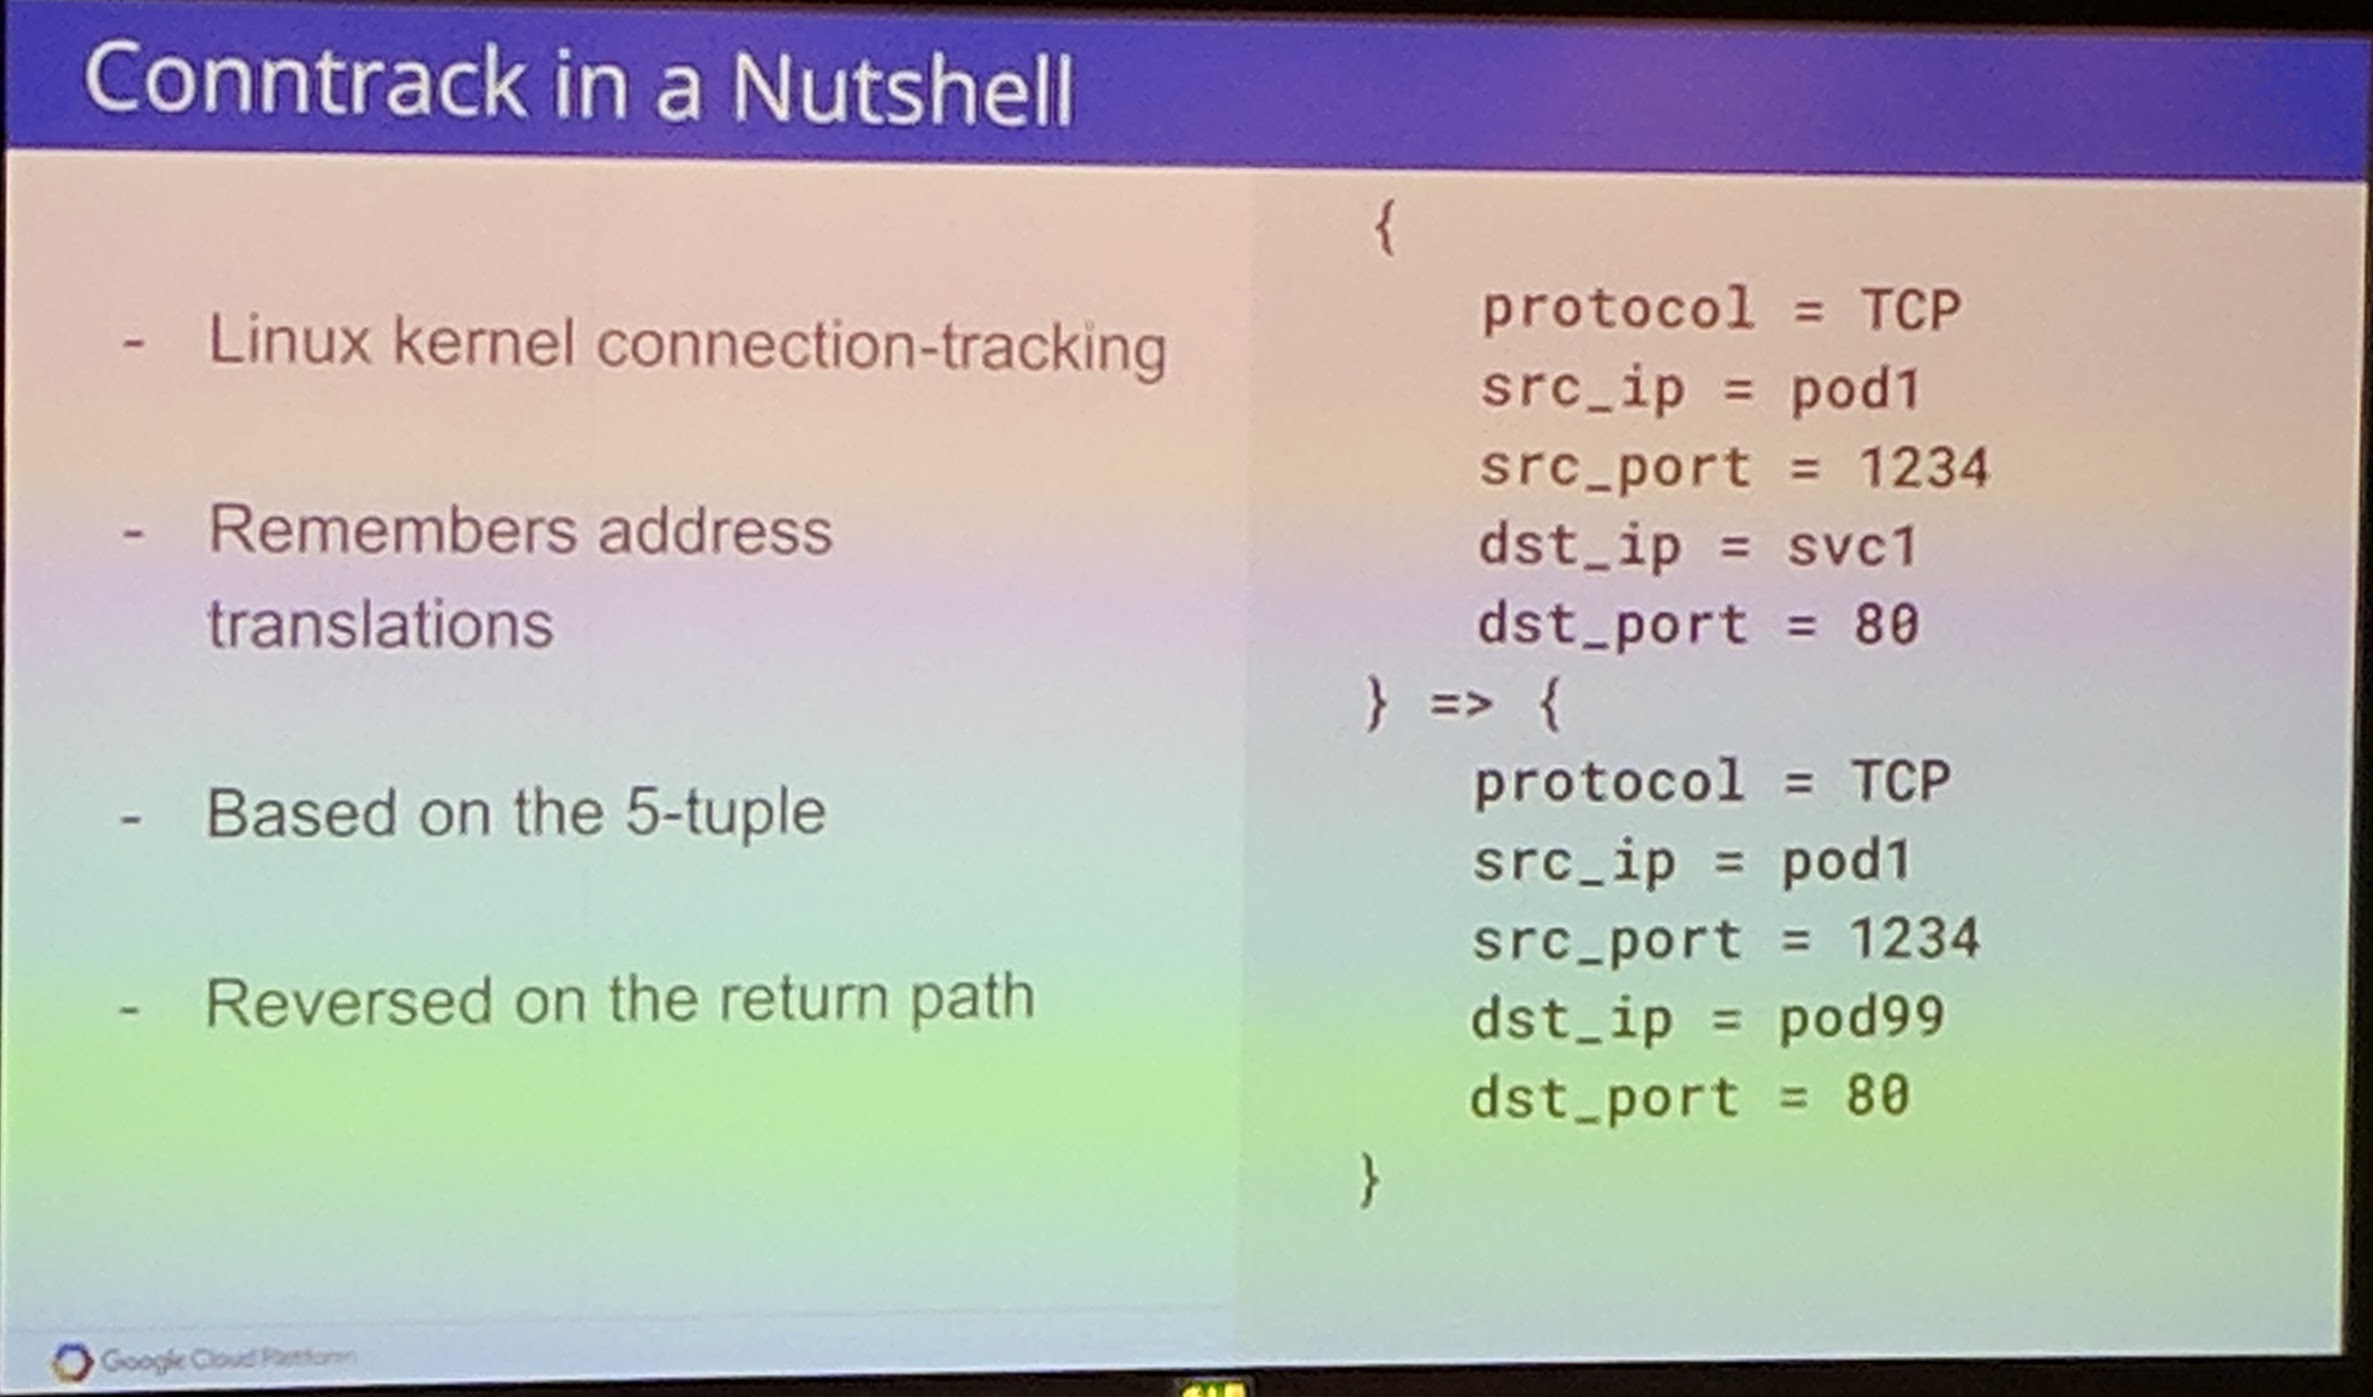 Conntrack in a Nutshell
- Linux kernel connection-tracking
- Remembers address
translations
- Based on the 5-tuple
- Reversed on the return path
{
protocol = TCP
src_ip = pod1
src_port = 1234
dst_ip = svc1
dst_port = 80
} => {
protocol = TCP
src_ip = pod1
src_port = 1234
dst_ip = pod99
dst_port = 80
}
Google Cloud Platform